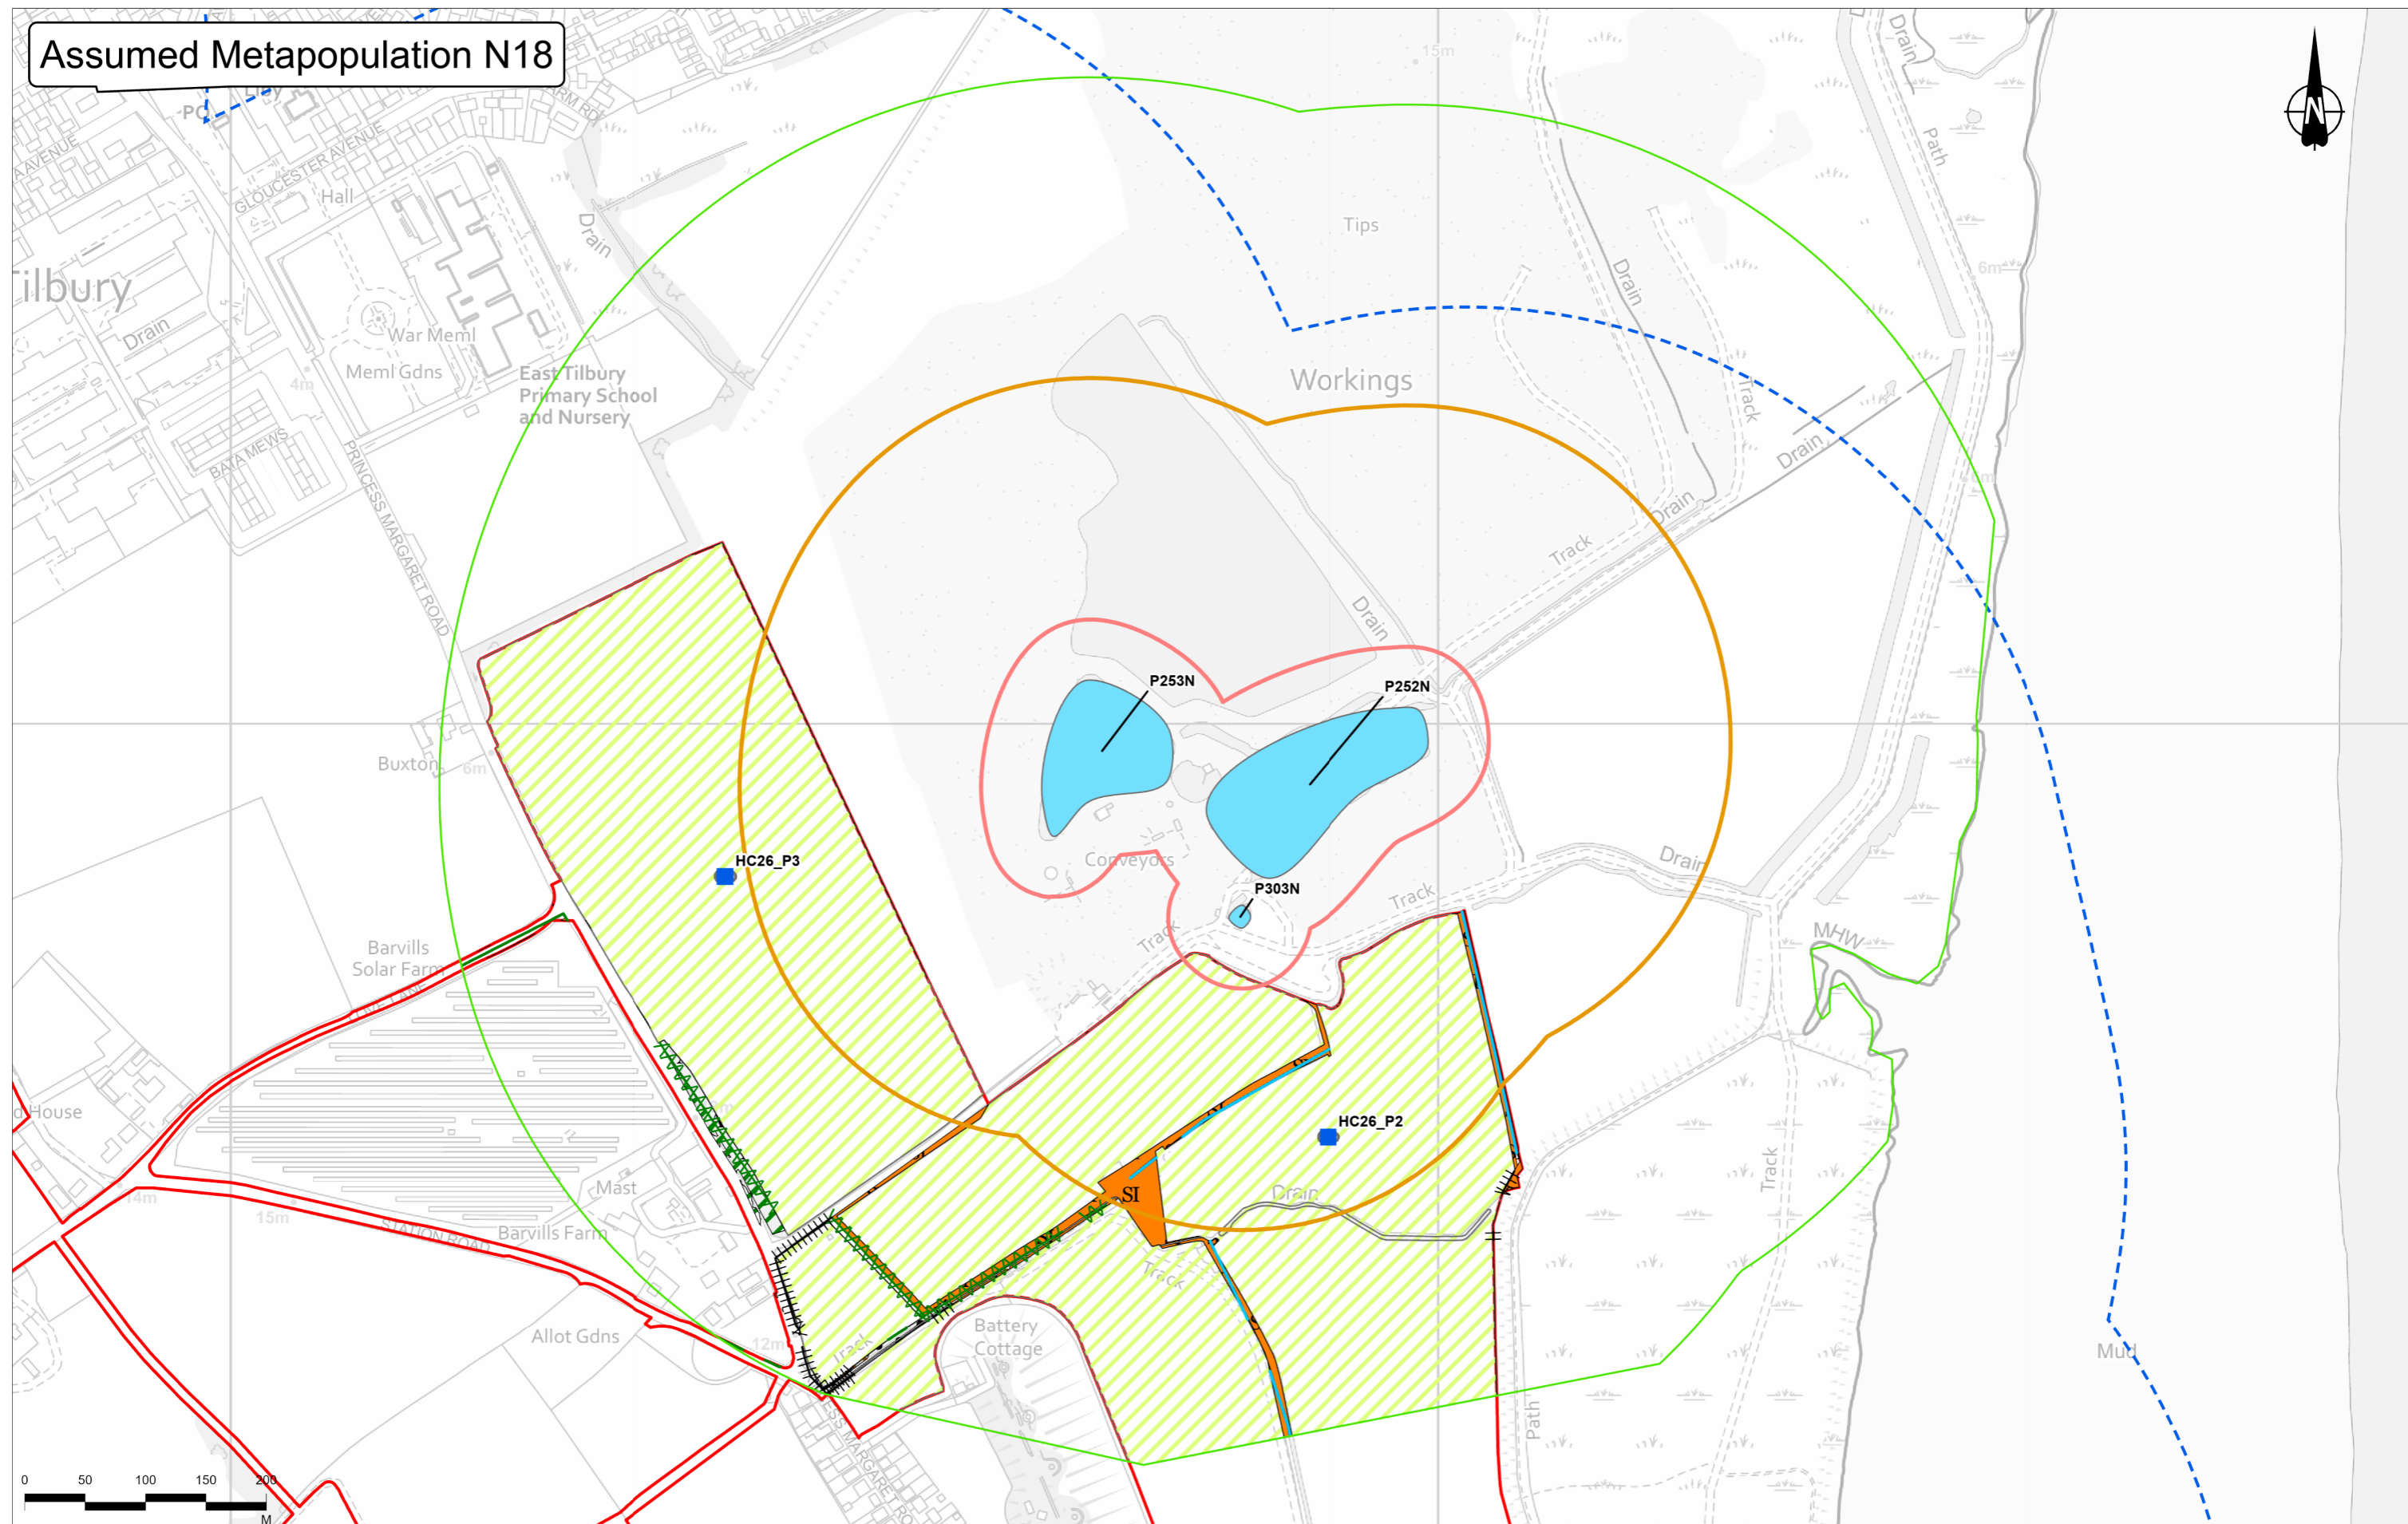 Assumed Metapopulation N18
N
15m
Drain
Path
PC
GLOUCESTER AVENUE
Hall
Drain
Tips
6m
Drain
Tilbury
Drain
War Meml
Meml Gdns
4m
East Tilbury
Primary School
and Nursery
Workings
Track
BATA MEWS
PRINCESS MARGARET ROAD
Drain
Drain
Track
Drain
P253N
P252N
Buxton
6m
HC26_P3
Conveyors
P303N
Drain
Track
Track
MHW
Barvills
Solar Farm
HC26_P2
Mast
SI
Drain
Track
14m
15m
STATION ROAD
Barvills Farm
Track
Battery
Cottage
Allot Gdns
12m
Track
Mud
Path
0 50 100 150 200
M